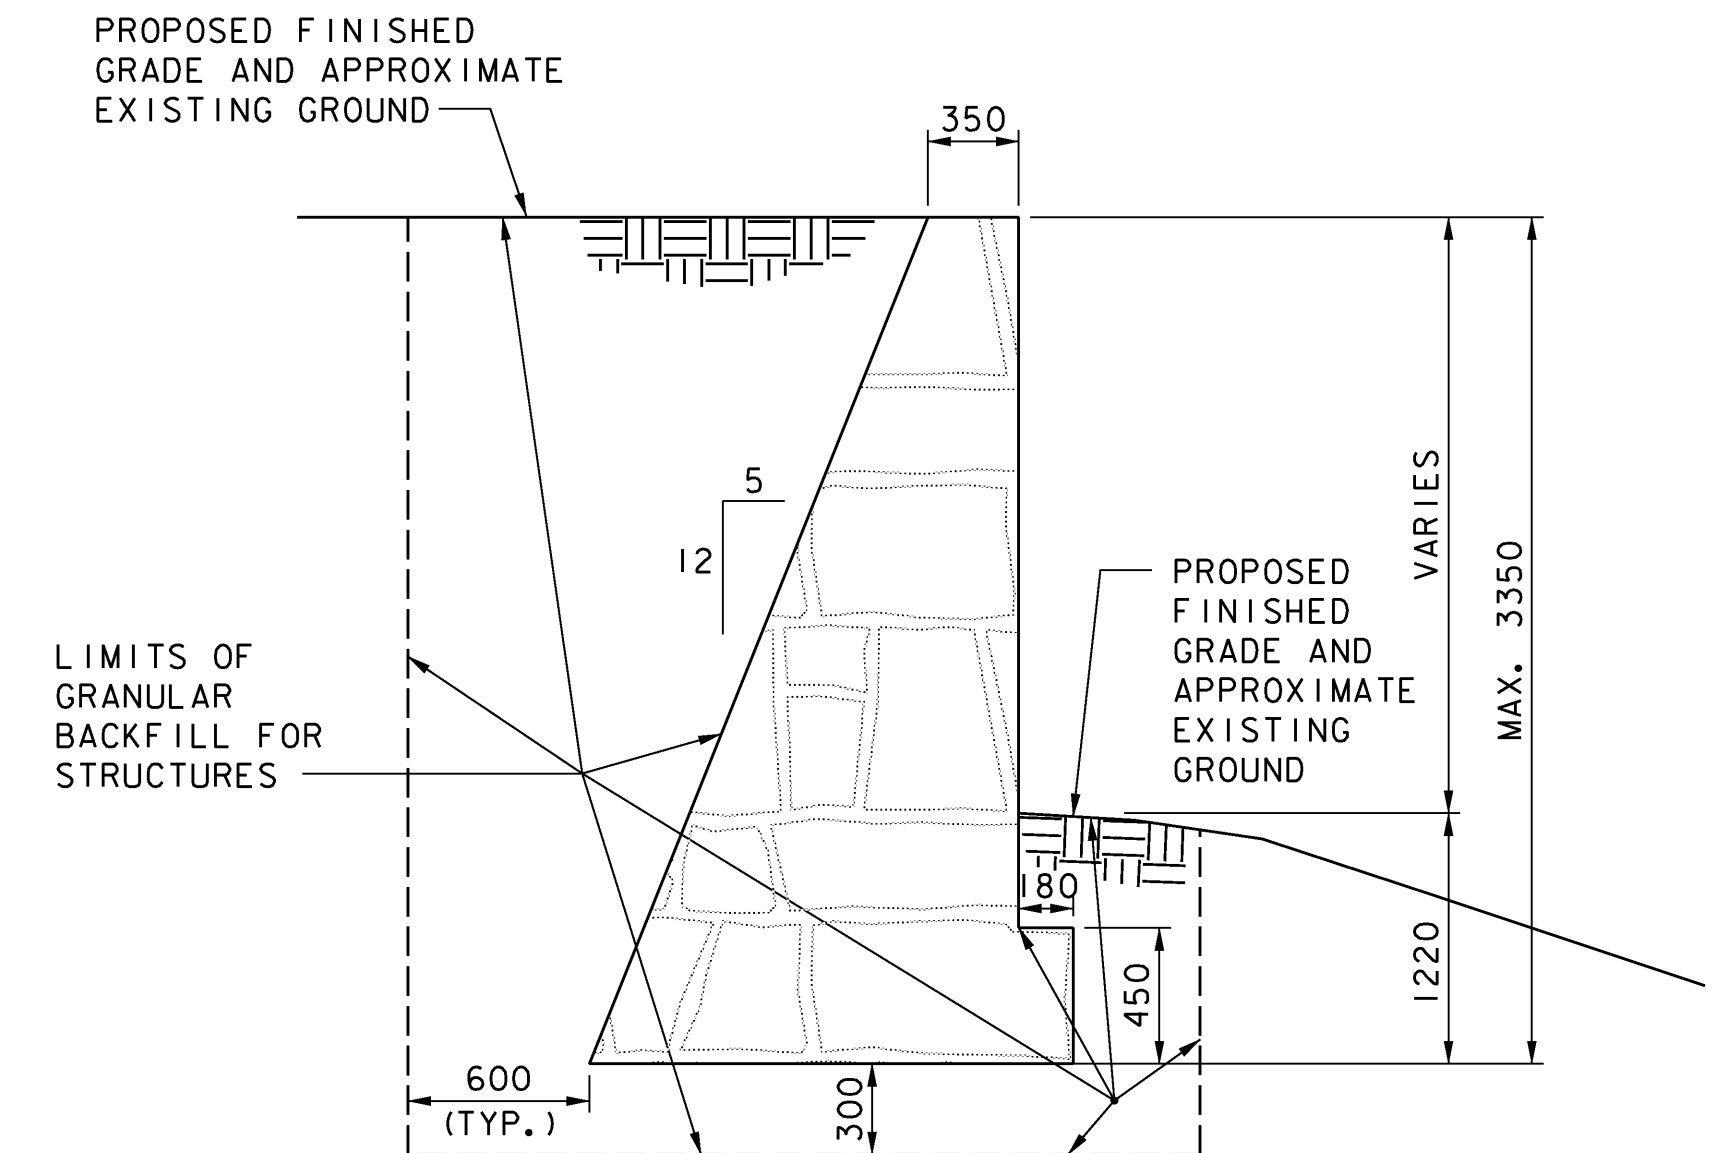 PROPOSED FINISHED
GRADE AND APPROXIMATE
EXISTING GROUND
350
5
12
VARIES
MAX. 3350
PROPOSED
FINISHED
GRADE AND
APPROXIMATE
EXISTING
GROUND
LIMITS OF
GRANULAR
BACKFILL FOR
STRUCTURES
180
450
1220
600
(TYP.)
300